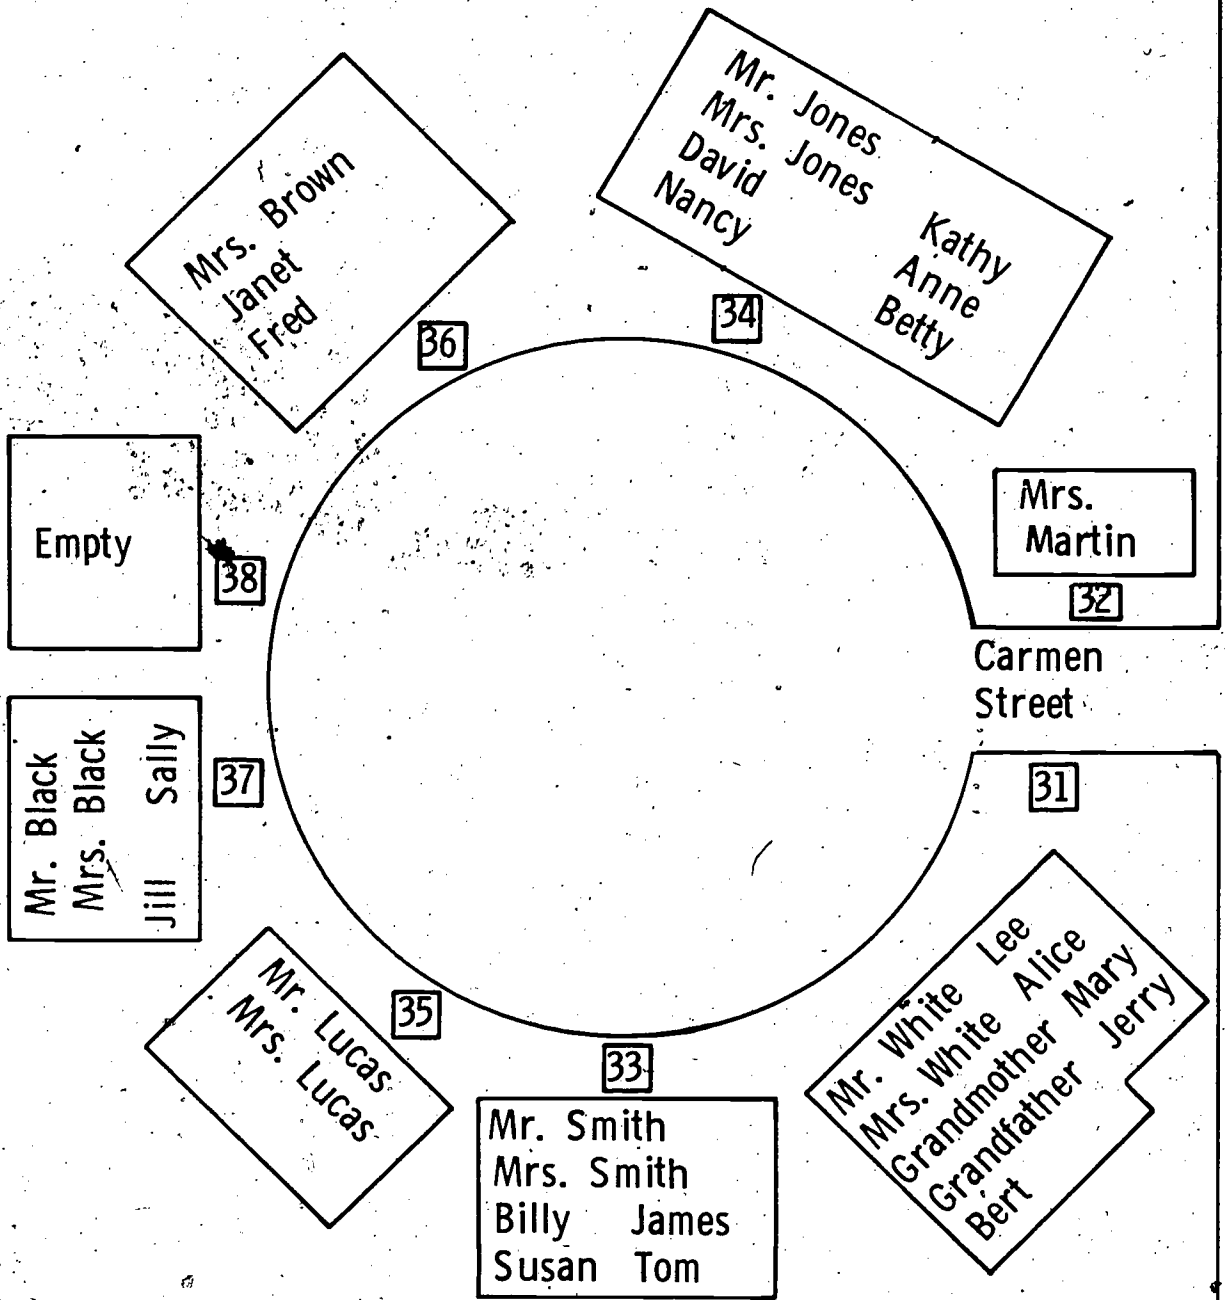 Mr. Jones
Mrs. Jones
David
Nancy
Kathy
Anne
Betty
34
Mrs. Brown
Janet
Fred
36
Mrs.
Martin
32
Empty
38
Carmen
Street
Mr. Black
Mrs. Black
Jill Sally
37
31
Mr. White Lee
Mrs. White Alice
Grandmother Mary
Grandfather Jerry
Bert
Mr. Lucas
Mrs. Lucas
35
33
Mr. Smith
Mrs. Smith
Billy James
Susan Tom